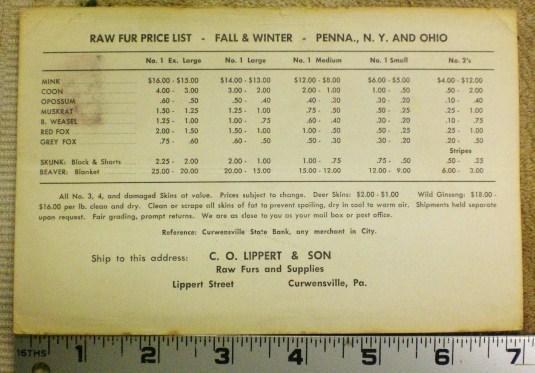 RAW FUR PRICE LIST - FALL & WINTER - PENNA., N. Y. AND OHIO
No. 1 Ex. Large No. 1 Large No. 1 Medium No. 1 Small No. 2's
MINK $16.00 - $15.00 $14.00 - $13.00 $12.00 - $8.00 $6.00 - $5.00 $4.00 - $12.00
COON 4.00 - 3.00 3.00 - 2.00 2.00 - 1.00 1.00 - .50 2.00 - .50
OPOSSUM .60 - .50 .50 - .40 .40 - .30 .30 - .20 .10 - .40
MUSKRAT 1.50 - 1.25 1.25 - 1.00 .75 - .50 .50 - .25 .25 - 1.00
B. WEASEL 1.25 - 1.00 1.00 - .75 .60 - .40 .30 - .20 .10 - .75
RED FOX 2.00 - 1.50 1.50 - 1.00 1.00 - .50 .50 - .25 .25 - 1.00
GREY FOX .75 - .60 .60 - .50 .50 - .30 .30 - .25 .20 - .50
Stripes
SKUNK: Black & Shorts 2.25 - 2.00 2.00 - 1.00 1.00 - .75 .75 - .50 .50 - .25
BEAVER: Blanket 25.00 - 20.00 20.00 - 15.00 15.00 - 12.00 12.00 - 9.00 6.00 - 3.00
All No. 3, 4, and damaged Skins at value. Prices subject to change. Deer Skins: $2.00 - $1.00 Wild Ginseng: $18.00 -
$16.00 per lb. clean and dry. Clean or scrape all skins of fat to prevent spoiling, dry in cool to warm air. Shipments held separate
upon request. Fair grading, prompt returns. We are as close to you as your mail box or post office.
Reference: Curwensville State Bank, any merchant in City.
Ship to this address: C. O. LIPPERT & SON
Raw Furs and Supplies
Lippert Street Curwensville, Pa.
16THS 1 2 3 4 5 6 7